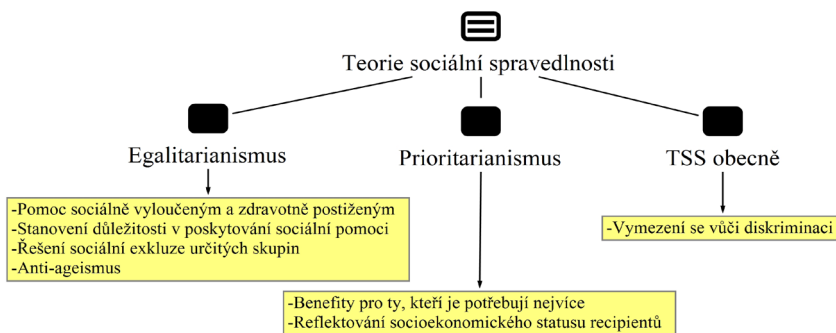 Teorie sociální spravedlnosti
Egalitarianismus
Prioritarianismus
TSS obecně
-Pomoc sociálně vyloučeným a zdravotně postiženým
-Stanovení důležitosti v poskytování sociální pomoci
-Řešení sociální exkluze určitých skupin
-Anti-ageismus
-Vymezení se vůči diskriminaci
-Benefity pro ty, kteří je potřebují nejvíce
-Reflektování socioekonomického statusu recipientů